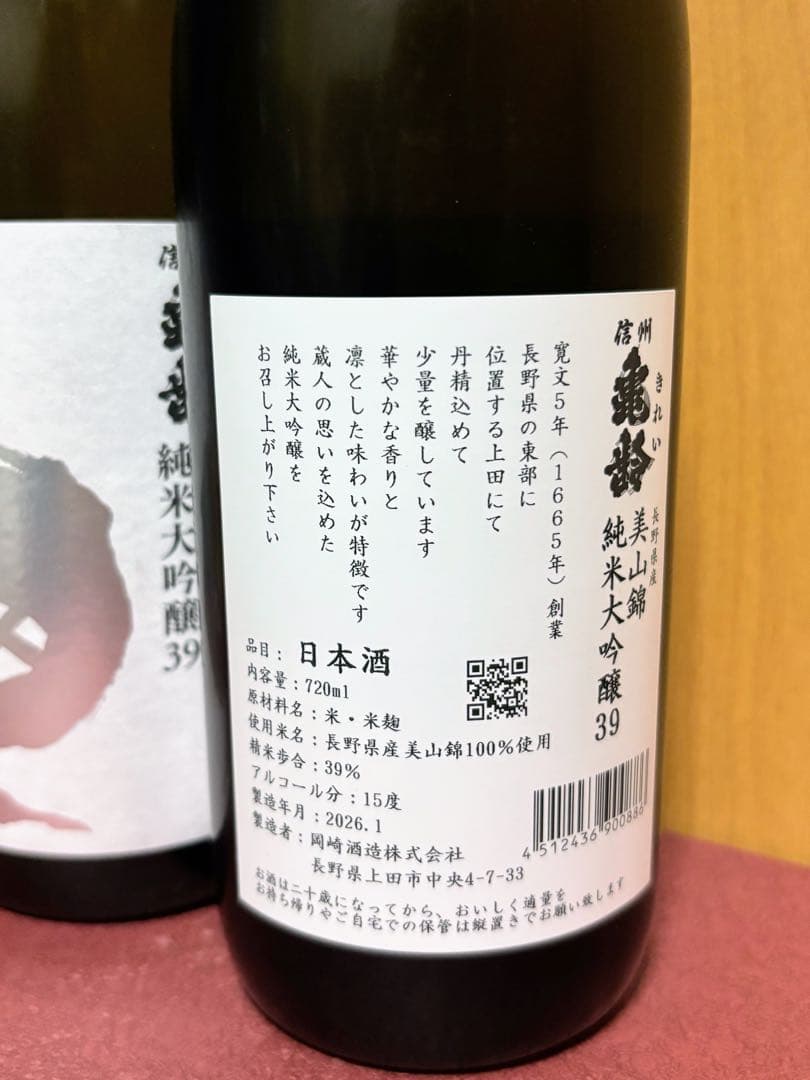 信州
亀齢
きれい
長野県産
美山錦
純米大吟醸39
寛文5年（1665年）創業
長野県の東部に
位置する上田にて
丹精込めて
少量を醸しています
華やかな香りと
凛とした味わいが特徴です
蔵人の思いを込めた
純米大吟醸を
お召し上がり下さい
品目：日本酒
内容量：720ml
原材料名：米・米麹
使用米名：長野県産美山錦100％使用
精米歩合：39％
アルコール分：15度
製造年月：2026.1
製造者：岡崎酒造株式会社
長野県上田市中央4-7-33
4512436900886
お酒は二十歳になってから、おいしく適量を
お持ち帰りやご自宅での保管は縦置きでお願い致します
信
純米大吟醸39